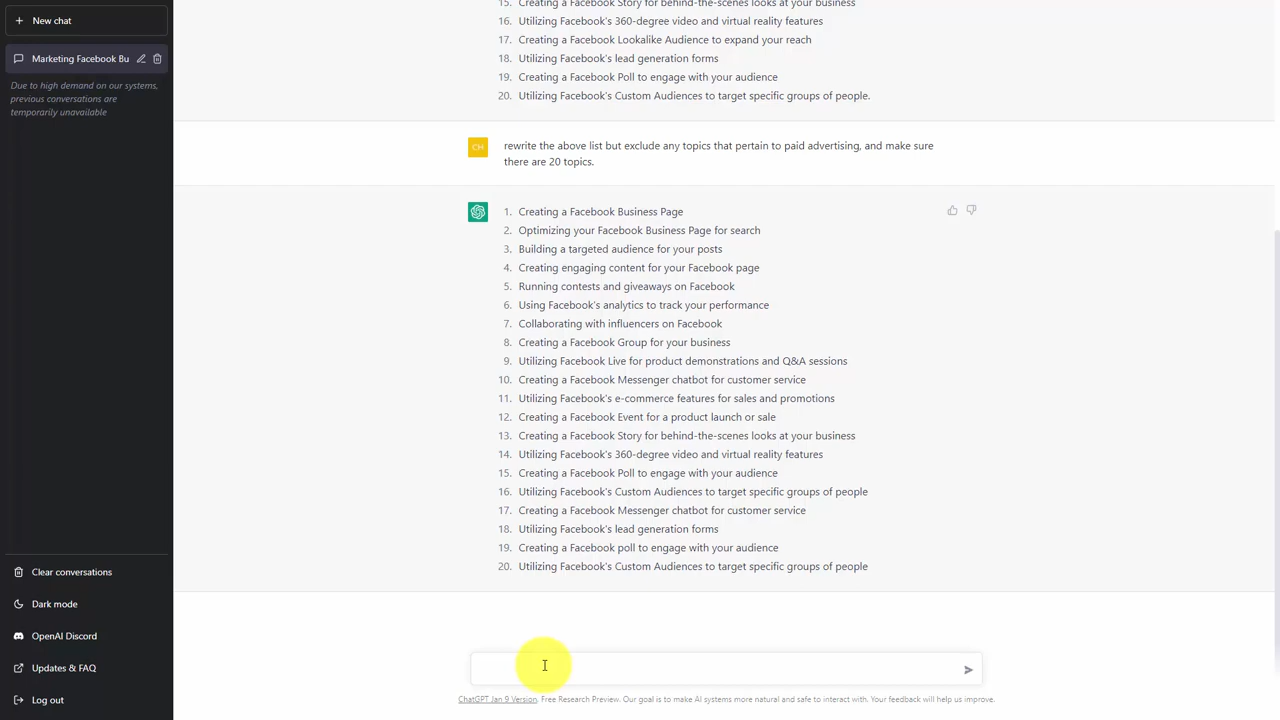 New chat
Marketing Facebook Bu
Due to high demand on our systems,
previous conversations are
temporarily unavailable
Clear conversations
Dark mode
OpenAI Discord
Updates & FAQ
Log out
15. Creating a Facebook Story for behind-the-scenes looks at your business
16. Utilizing Facebook's 360-degree video and virtual reality features
17. Creating a Facebook Lookalike Audience to expand your reach
18. Utilizing Facebook's lead generation forms
19. Creating a Facebook Poll to engage with your audience
20. Utilizing Facebook's Custom Audiences to target specific groups of people.
CH
rewrite the above list but exclude any topics that pertain to paid advertising, and make sure
there are 20 topics.
1. Creating a Facebook Business Page
2. Optimizing your Facebook Business Page for search
3. Building a targeted audience for your posts
4. Creating engaging content for your Facebook page
5. Running contests and giveaways on Facebook
6. Using Facebook's analytics to track your performance
7. Collaborating with influencers on Facebook
8. Creating a Facebook Group for your business
9. Utilizing Facebook Live for product demonstrations and Q&A sessions
10. Creating a Facebook Messenger chatbot for customer service
11. Utilizing Facebook's e-commerce features for sales and promotions
12. Creating a Facebook Event for a product launch or sale
13. Creating a Facebook Story for behind-the-scenes looks at your business
14. Utilizing Facebook's 360-degree video and virtual reality features
15. Creating a Facebook Poll to engage with your audience
16. Utilizing Facebook's Custom Audiences to target specific groups of people
17. Creating a Facebook Messenger chatbot for customer service
18. Utilizing Facebook's lead generation forms
19. Creating a Facebook poll to engage with your audience
20. Utilizing Facebook's Custom Audiences to target specific groups of people
ChatGPT Jan 9 Version. Free Research Preview. Our goal is to make AI systems more natural and safe to interact with. Your feedback will help us improve.